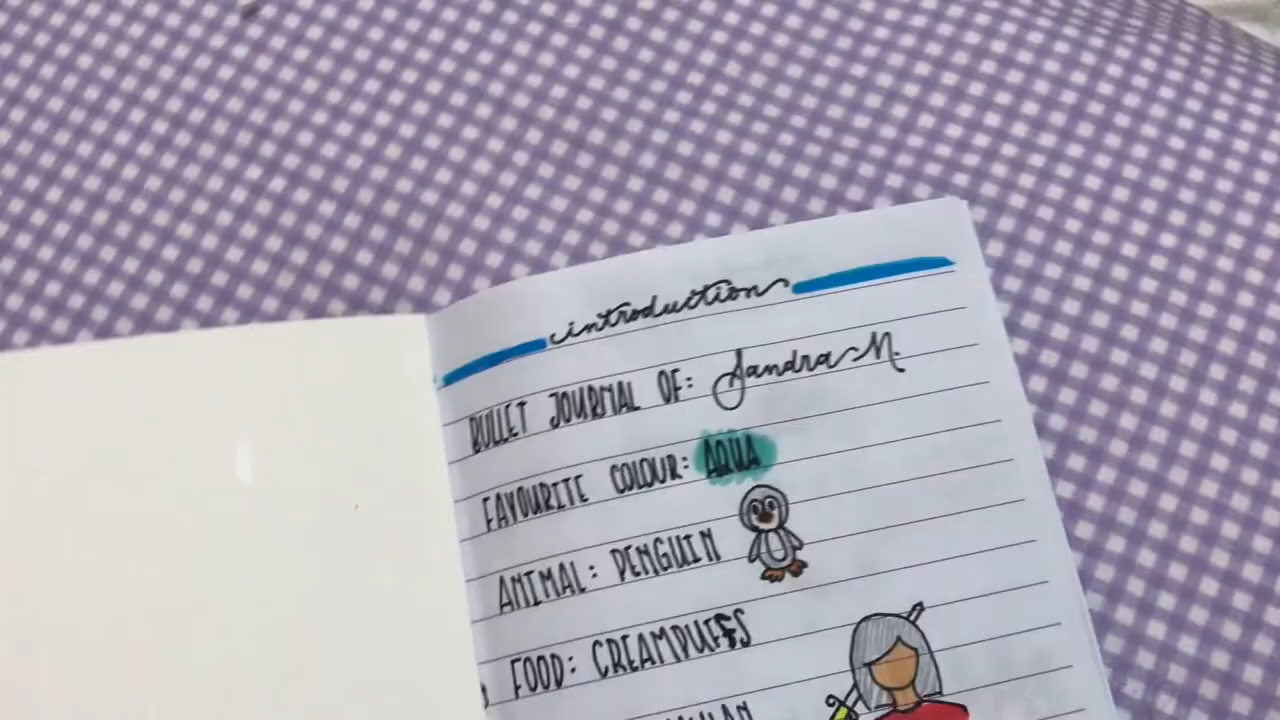 introduction
BULLET JOURNAL OF: Sandra M.
FAVOURITE COLOUR: AQUA
ANIMAL: PENGUIN
FOOD: CREAMPUFFS